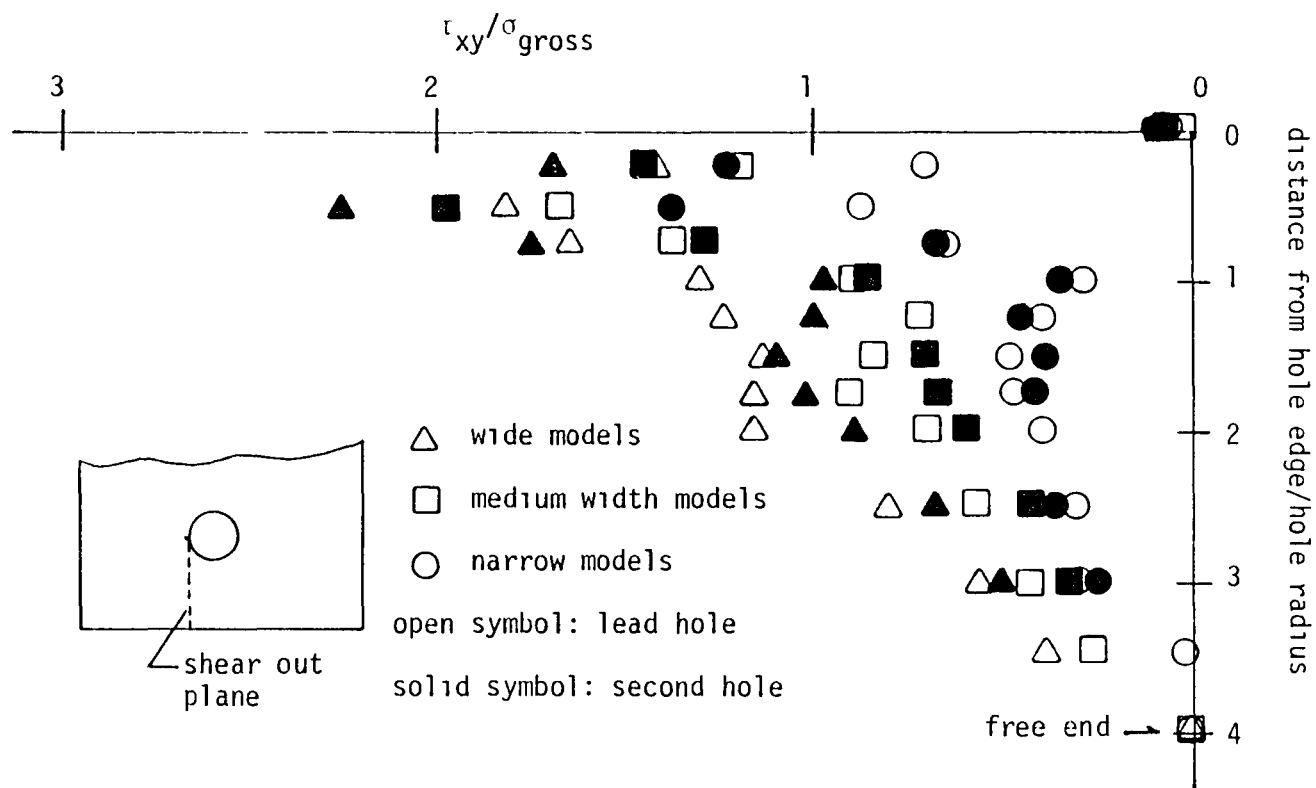 τxy/σgross
3 2 1 0
0
1
2
3
4
distance from hole edge/hole radius
wide models
medium width models
narrow models
open symbol: lead hole
solid symbol: second hole
shear out
plane
free end